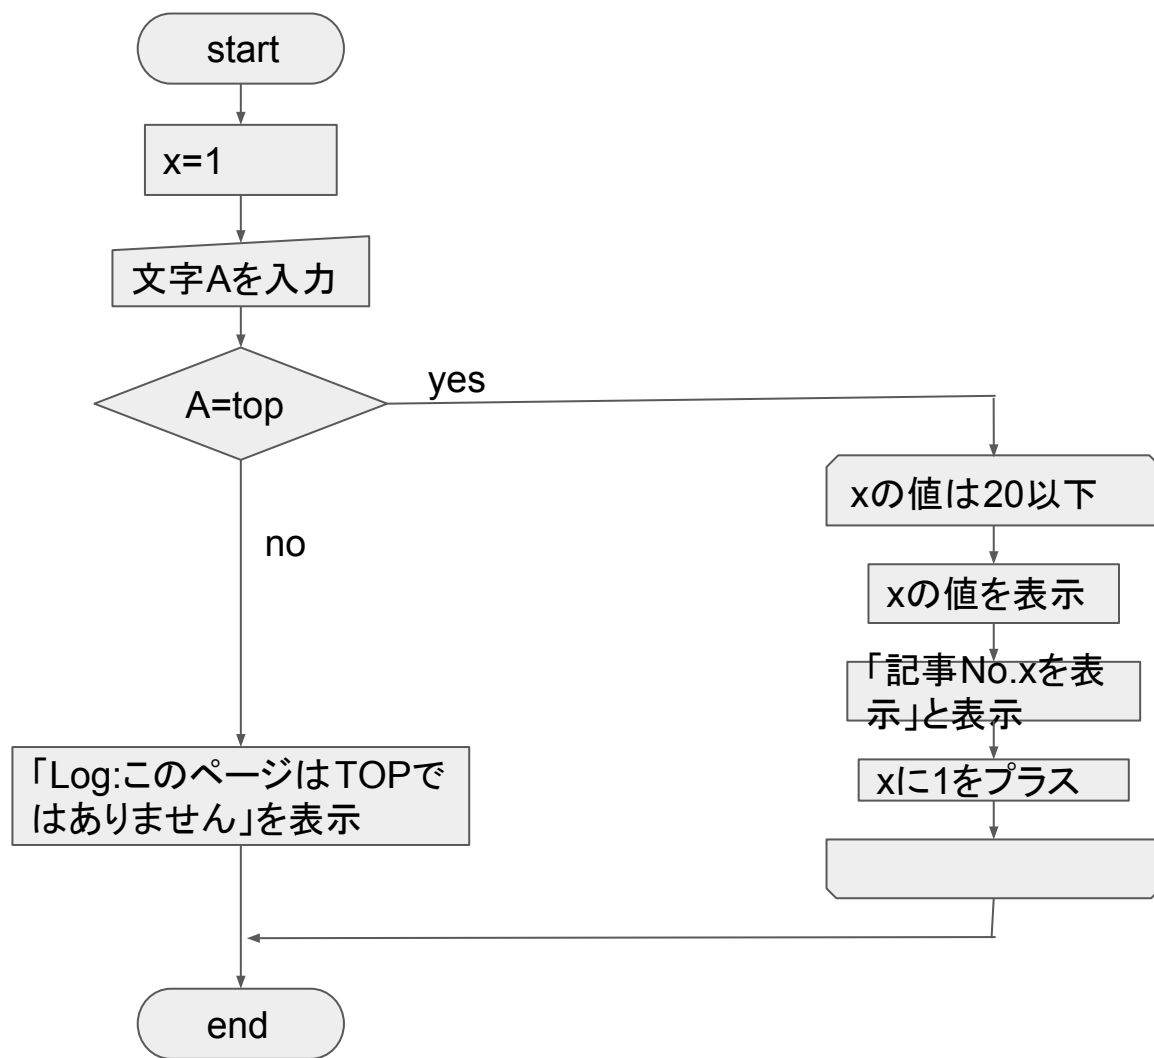 start
x=1
文字Aを入力
A=top
yes
no
xの値は20以下
xの値を表示
「記事No.xを表
示」と表示
xに1をプラス
「Log:このページはTOPで
はありません」を表示
end